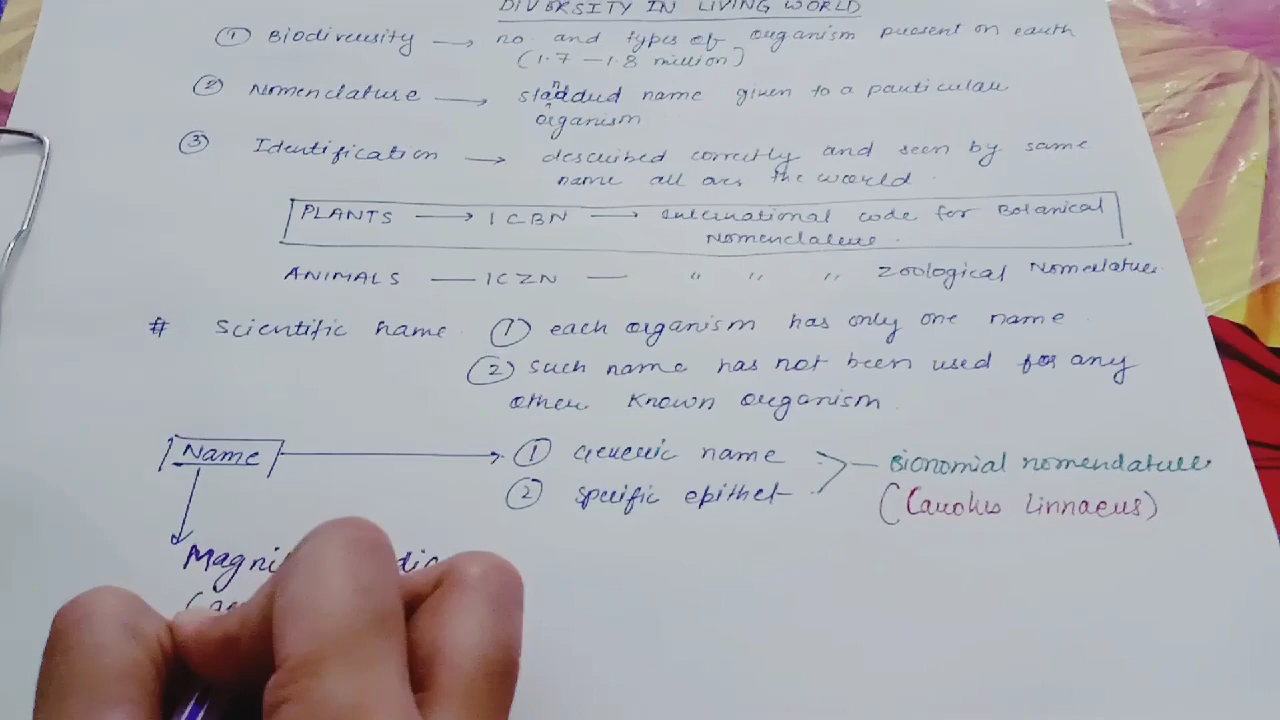 DIVERSITY IN LIVING WORLD
① Biodiversity → no. and types of organism present on earth
(1.7 – 1.8 million)
② Nomenclature → standdard name given to a particular
organism
③ Identification → described correctly and seen by same
name all over the world.
PLANTS → ICBN → International code for Botanical
Nomenclature.
ANIMALS — ICZN — " " " Zoological Nomenclature
# Scientific name ① each organism has only one name
② such name has not been used for any
other known organism.
Name → ① generic name
② specific epithet
Bionomial nomenclature
(Carolus Linnaeus)